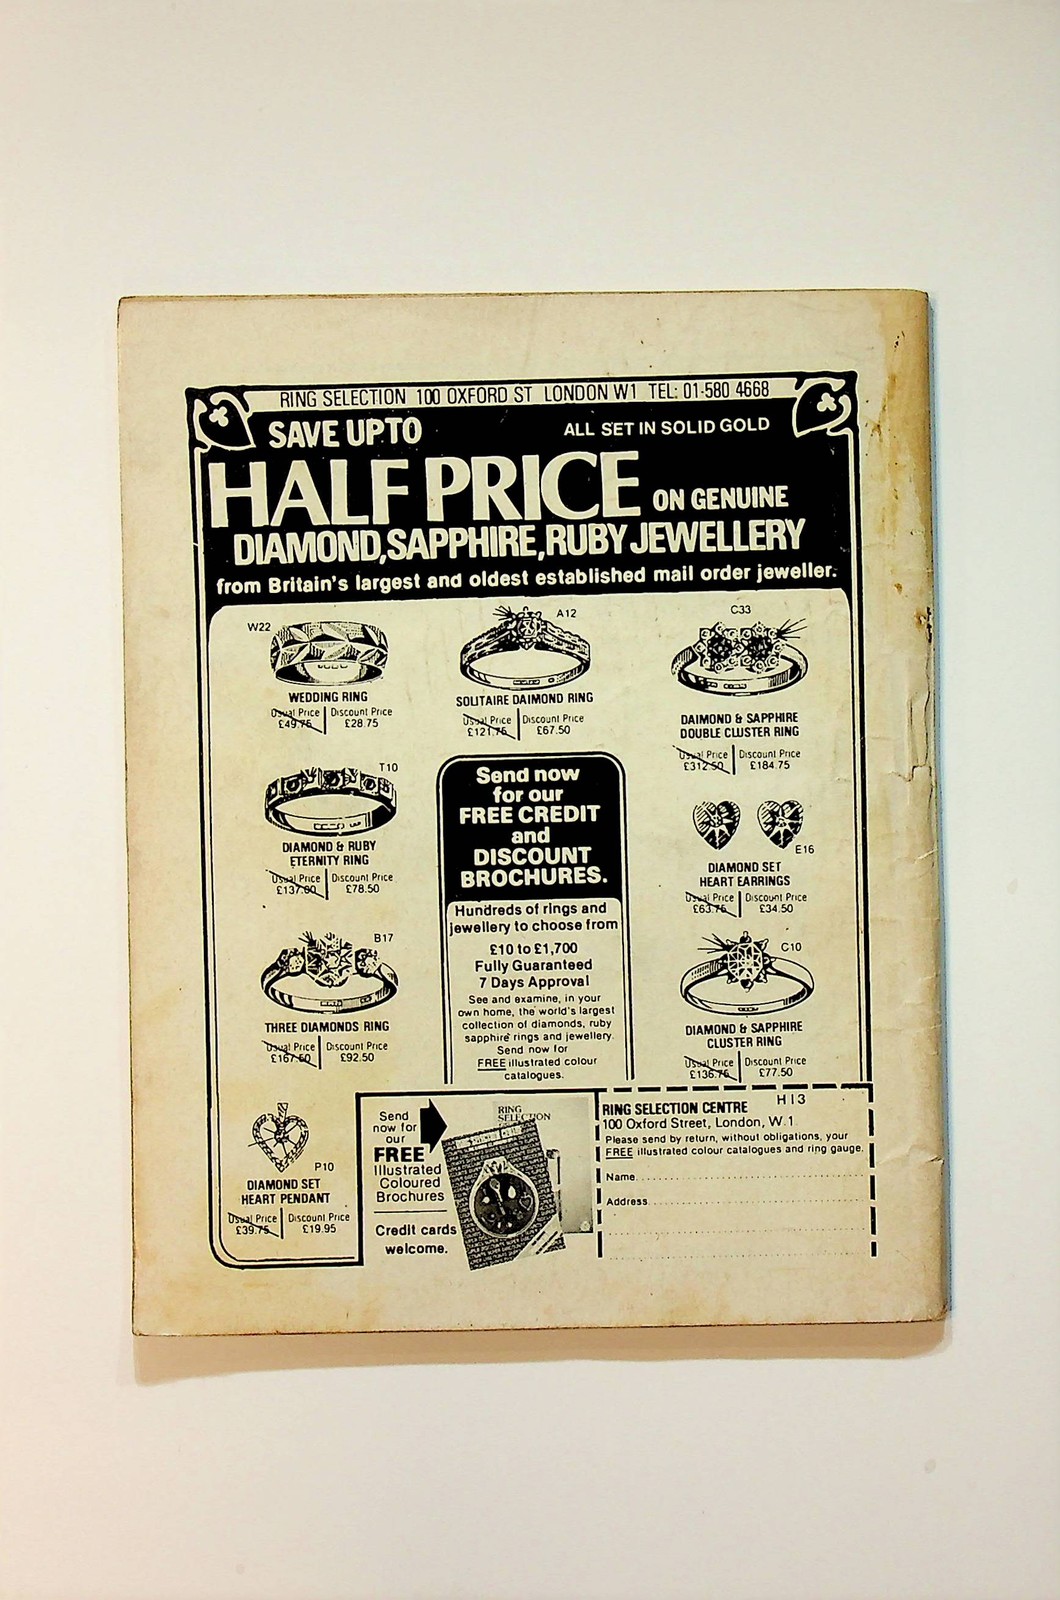 RING SELECTION 100 OXFORD ST LONDON W1 TEL: 01-580 4668
SAVE UP TO
ALL SET IN SOLID GOLD
HALF PRICE ON GENUINE
DIAMOND, SAPPHIRE, RUBY JEWELLERY
from Britain's largest and oldest established mail order jeweller.
W22
WEDDING RING
Usual Price | Discount Price
£49.75 | £28.75
A12
SOLITAIRE DAIMOND RING
Usual Price | Discount Price
£121.75 | £67.50
C33
DAIMOND & SAPPHIRE
DOUBLE CLUSTER RING
Usual Price | Discount Price
£312.50 | £184.75
T10
DIAMOND & RUBY
ETERNITY RING
Usual Price | Discount Price
£137.00 | £78.50
Send now
for our
FREE CREDIT
and
DISCOUNT
BROCHURES.
Hundreds of rings and
jewellery to choose from
£10 to £1,700
Fully Guaranteed
7 Days Approval
See and examine, in your
own home, the world's largest
collection of diamonds, ruby
sapphire rings and jewellery.
Send now for
FREE illustrated colour
catalogues.
E16
DIAMOND SET
HEART EARRINGS
Usual Price | Discount Price
£63.75 | £34.50
B17
THREE DIAMONDS RING
Usual Price | Discount Price
£167.50 | £92.50
C10
DIAMOND & SAPPHIRE
CLUSTER RING
Usual Price | Discount Price
£136.75 | £77.50
P10
DIAMOND SET
HEART PENDANT
Usual Price | Discount Price
£39.75 | £19.95
Send
now for
our
FREE
Illustrated
Coloured
Brochures
Credit cards
welcome.
RING
SELECTION
H13
RING SELECTION CENTRE
100 Oxford Street, London, W.1
Please send by return, without obligations, your
FREE illustrated colour catalogues and ring gauge.
Name
Address